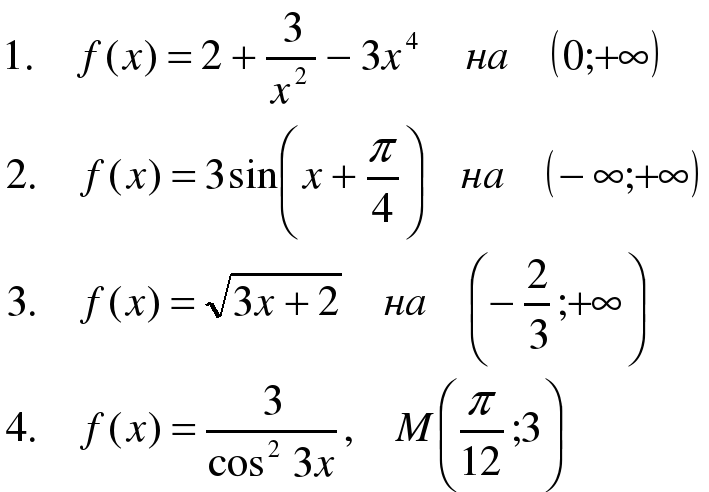 1. f(x) = 2 + 3/x² − 3x⁴ на (0;+∞)
2. f(x) = 3sin(x + π/4) на (− ∞;+∞)
3. f(x) = √(3x + 2) на (−2/3;+∞)
4. f(x) = 3/cos² 3x, M(π/12;3)